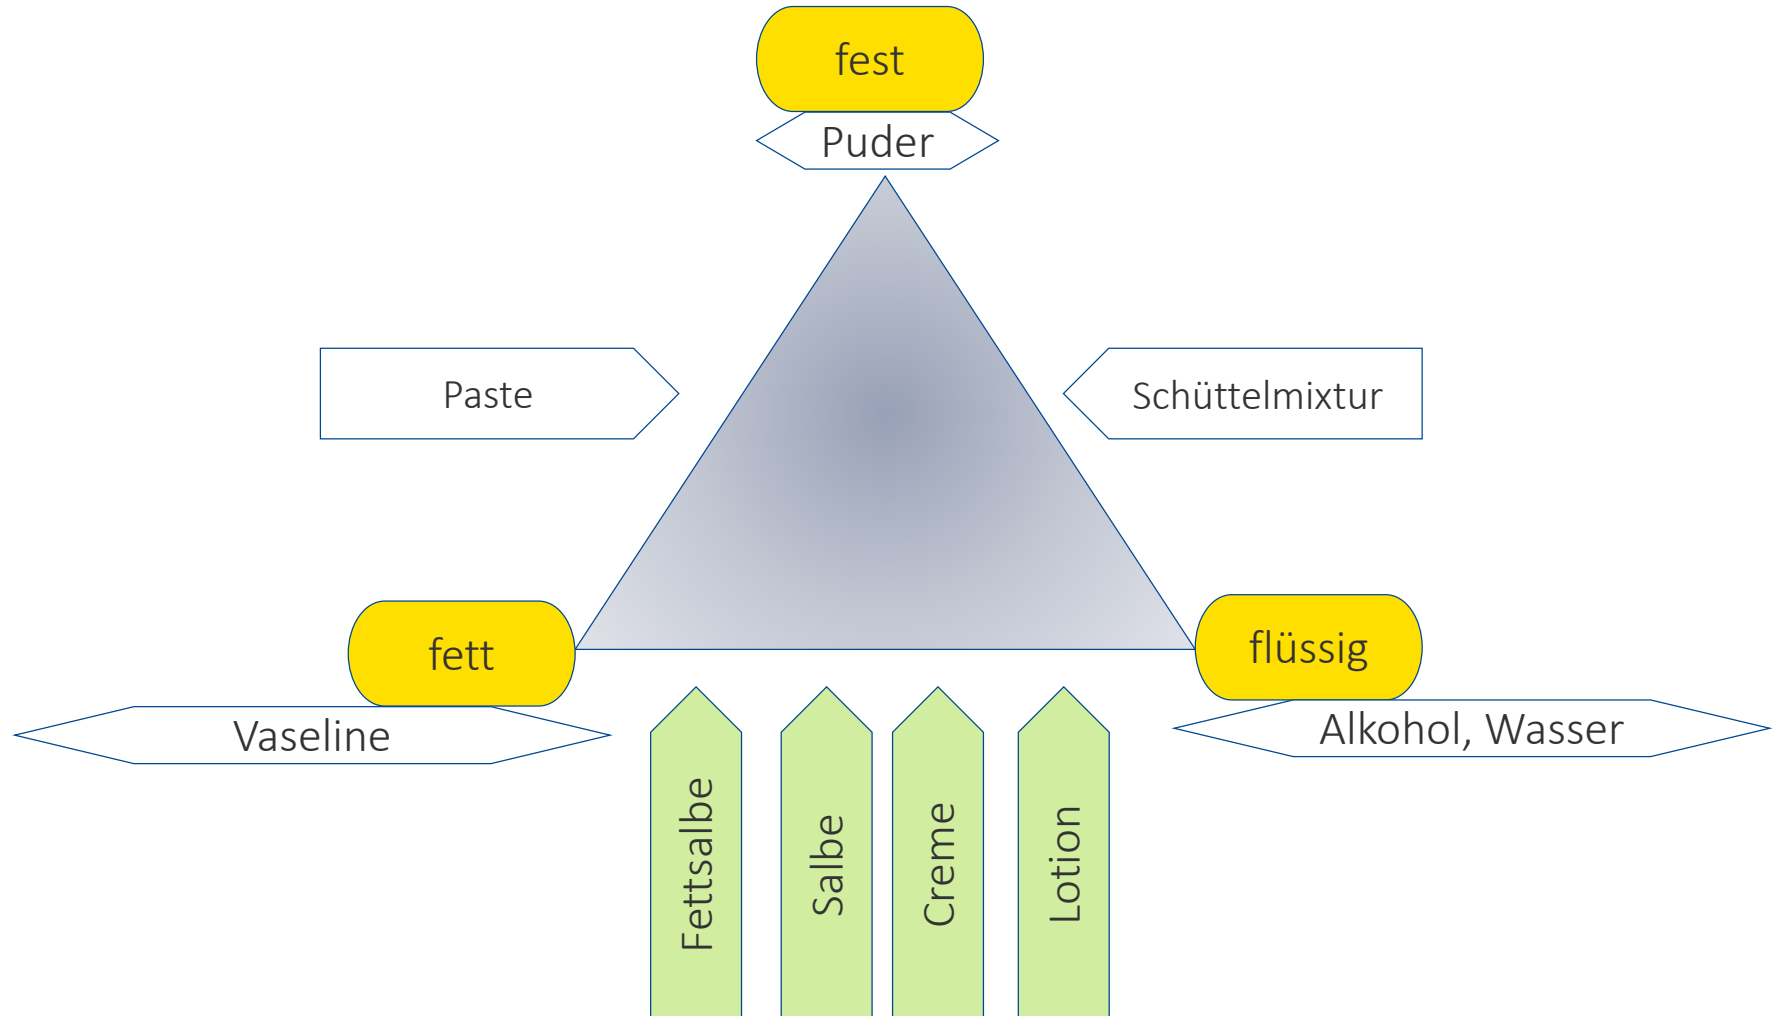 fest
Puder
Paste
Schüttelmixtur
fett
flüssig
Vaseline
Alkohol, Wasser
Fettsalbe
Salbe
Creme
Lotion